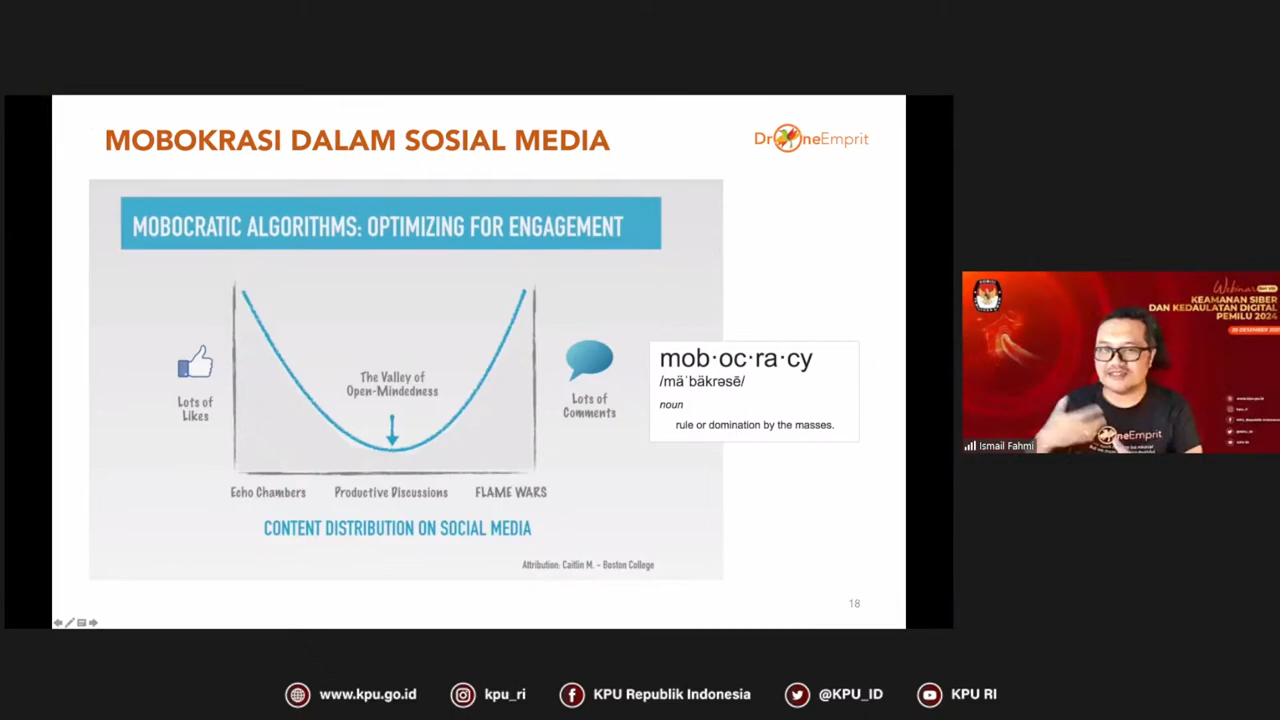 MOBOKRASI DALAM SOSIAL MEDIA
DroneEmprit
MOBOCRATIC ALGORITHMS: OPTIMIZING FOR ENGAGEMENT
Lots of
Likes
The Valley of
Open-Mindedness
Lots of
Comments
Echo Chambers
Productive Discussions
FLAME WARS
CONTENT DISTRIBUTION ON SOCIAL MEDIA
Attribution: Caitlin M. - Boston College
mob·oc·ra·cy
/mäˈbäkrəsē/
noun
rule or domination by the masses.
18
Webinar
KEAMANAN SIBER
DAN KEDAULATAN DIGITAL
PEMILU 2024
Ismail Fahmi
neEmprit
www.kpu.go.id
kpu_ri
KPU Republik Indonesia
@KPU_ID
KPU RI